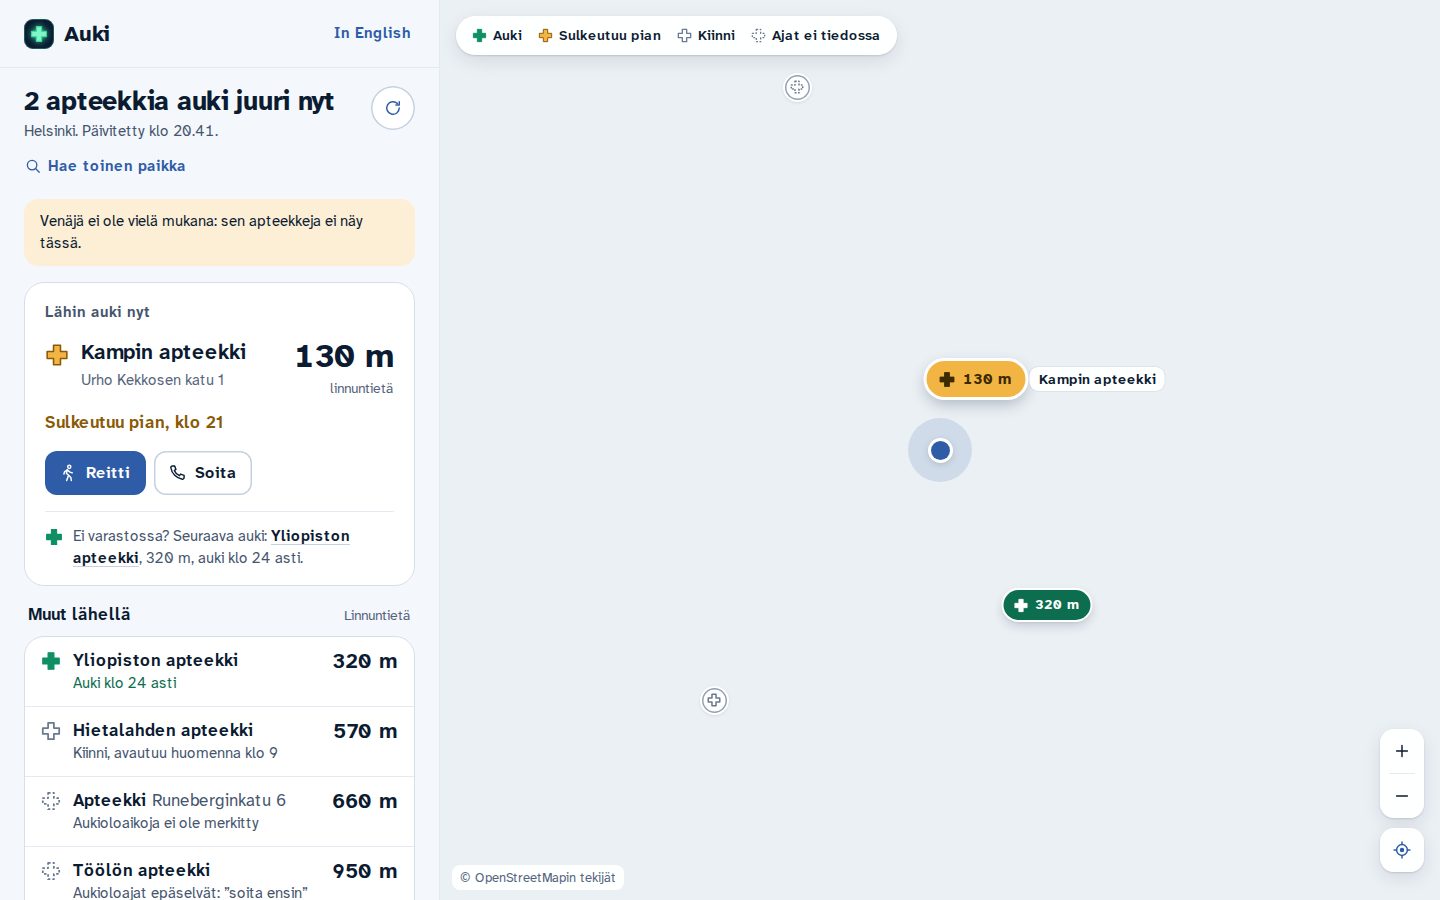 Auki
In English
2 apteekkia auki juuri nyt
Helsinki. Päivitetty klo 20.41.
Hae toinen paikka
Venäjä ei ole vielä mukana: sen apteekkeja ei näy
tässä.
Lähin auki nyt
Kampin apteekki
130 m
Urho Kekkosen katu 1
linnuntietä
Sulkeutuu pian, klo 21
Reitti
Soita
Ei varastossa? Seuraava auki: Yliopiston
apteekki, 320 m, auki klo 24 asti.
Muut lähellä
Linnuntietä
Yliopiston apteekki
320 m
Auki klo 24 asti
Hietalahden apteekki
570 m
Kiinni, avautuu huomenna klo 9
Apteekki Runeberginkatu 6
660 m
Aukioloaikoja ei ole merkitty
Töölön apteekki
950 m
Aukioloajat epäselvät: ”soita ensin”
Auki
Sulkeutuu pian
Kiinni
Ajat ei tiedossa
130 m
Kampin apteekki
320 m
+
−
© OpenStreetMapin tekijät